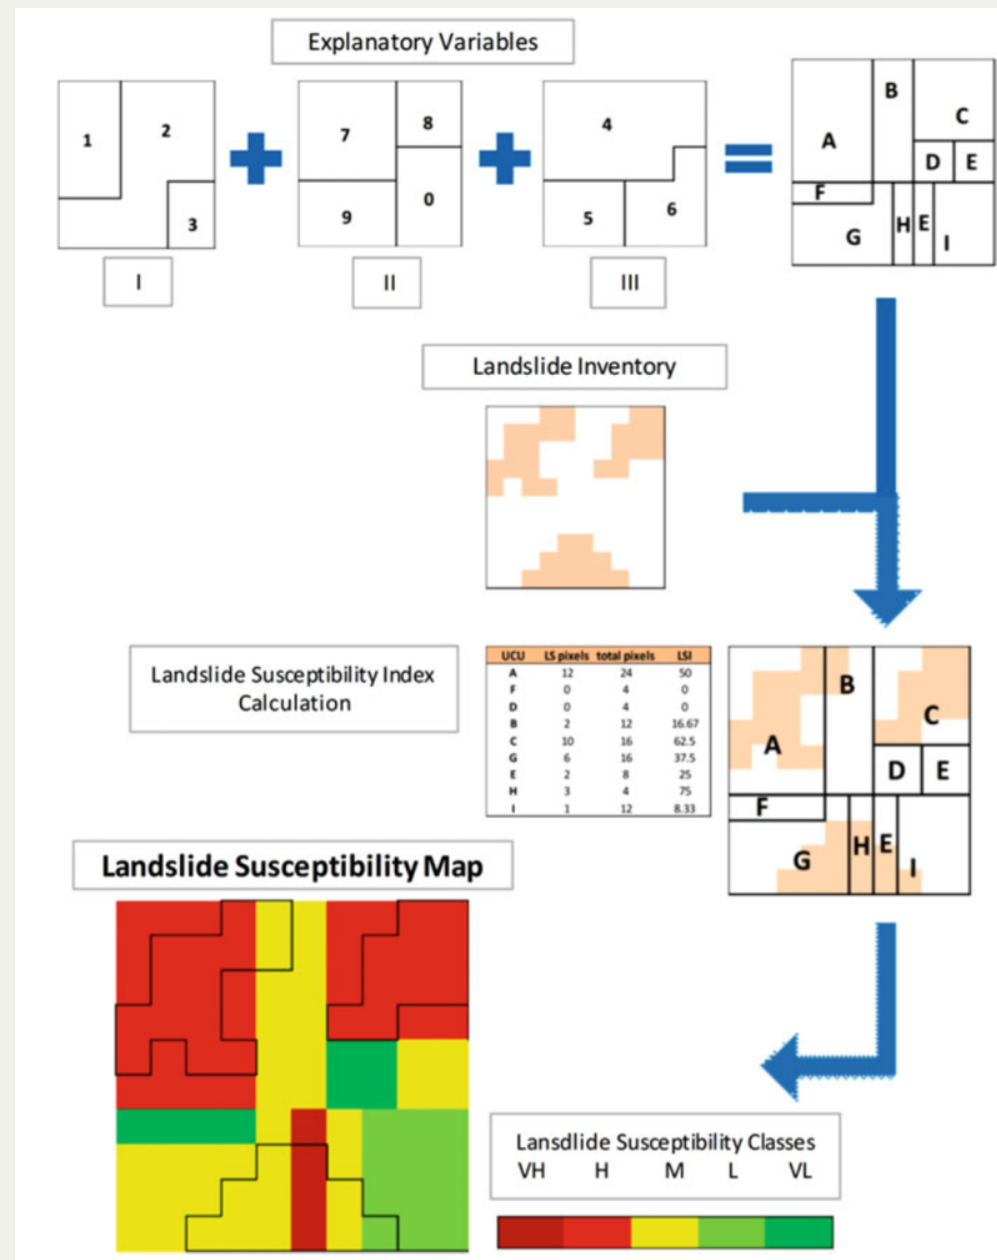 Explanatory Variables
1
2
3
7
8
9
0
4
5
6
A
B
C
D
E
F
G
H
E
I
I
II
III
Landslide Inventory
Landslide Susceptibility Index
Calculation
UCU LS pixels total pixels LSI
A 12 24 50
F 0 4 0
D 0 4 0
B 2 12 16.67
C 10 16 62.5
G 6 16 37.5
E 2 8 25
H 3 4 75
I 1 12 8.33
A
B
C
D
E
F
G
H
E
I
Landslide Susceptibility Map
Lansdlide Susceptibility Classes
VH H M L VL